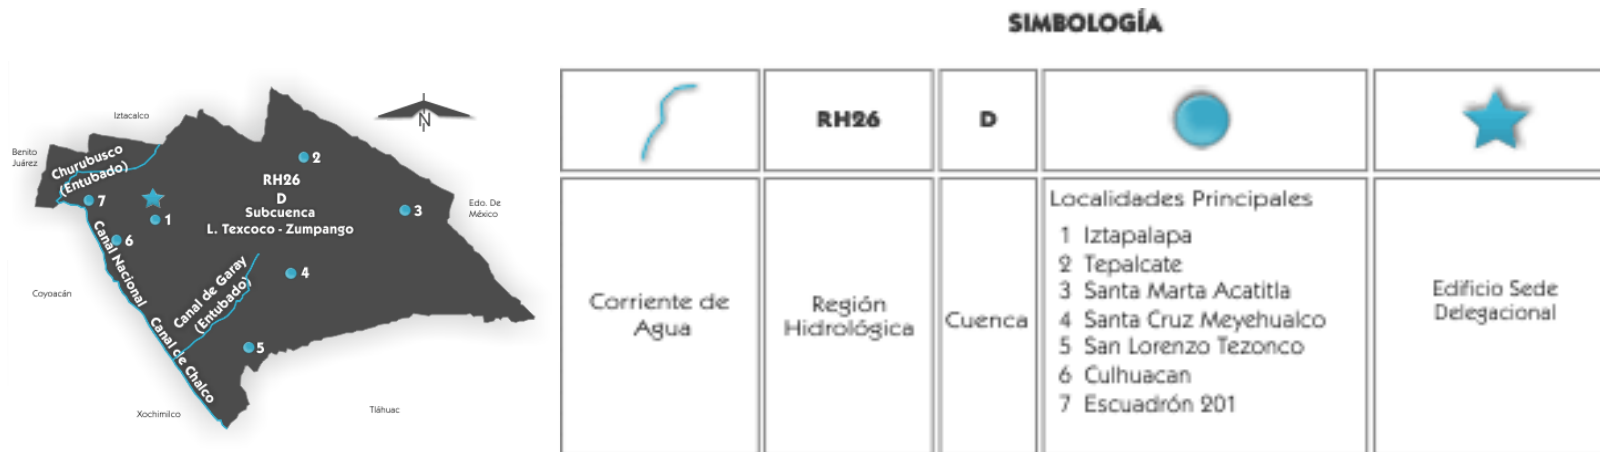 SIMBOLOGÍA
Iztacalco
Benito
Juárez
Churubusco
(Entubado)
N
2
RH26
D
Subcuenca
L. Texcoco - Zumpango
7
1
6
3
Edo. De
México
Canal Nacional
Canal de Garay
(Entubado)
4
Coyoacán
Canal de Chalco
5
Xochimilco
Tláhuac
RH26
D
Corriente de
Agua
Región
Hidrológica
Cuenca
Localidades Principales
1 Iztapalapa
2 Tepalcate
3 Santa Marta Acatitla
4 Santa Cruz Meyehualco
5 San Lorenzo Tezonco
6 Culhuacan
7 Escuadrón 201
Edificio Sede
Delegacional